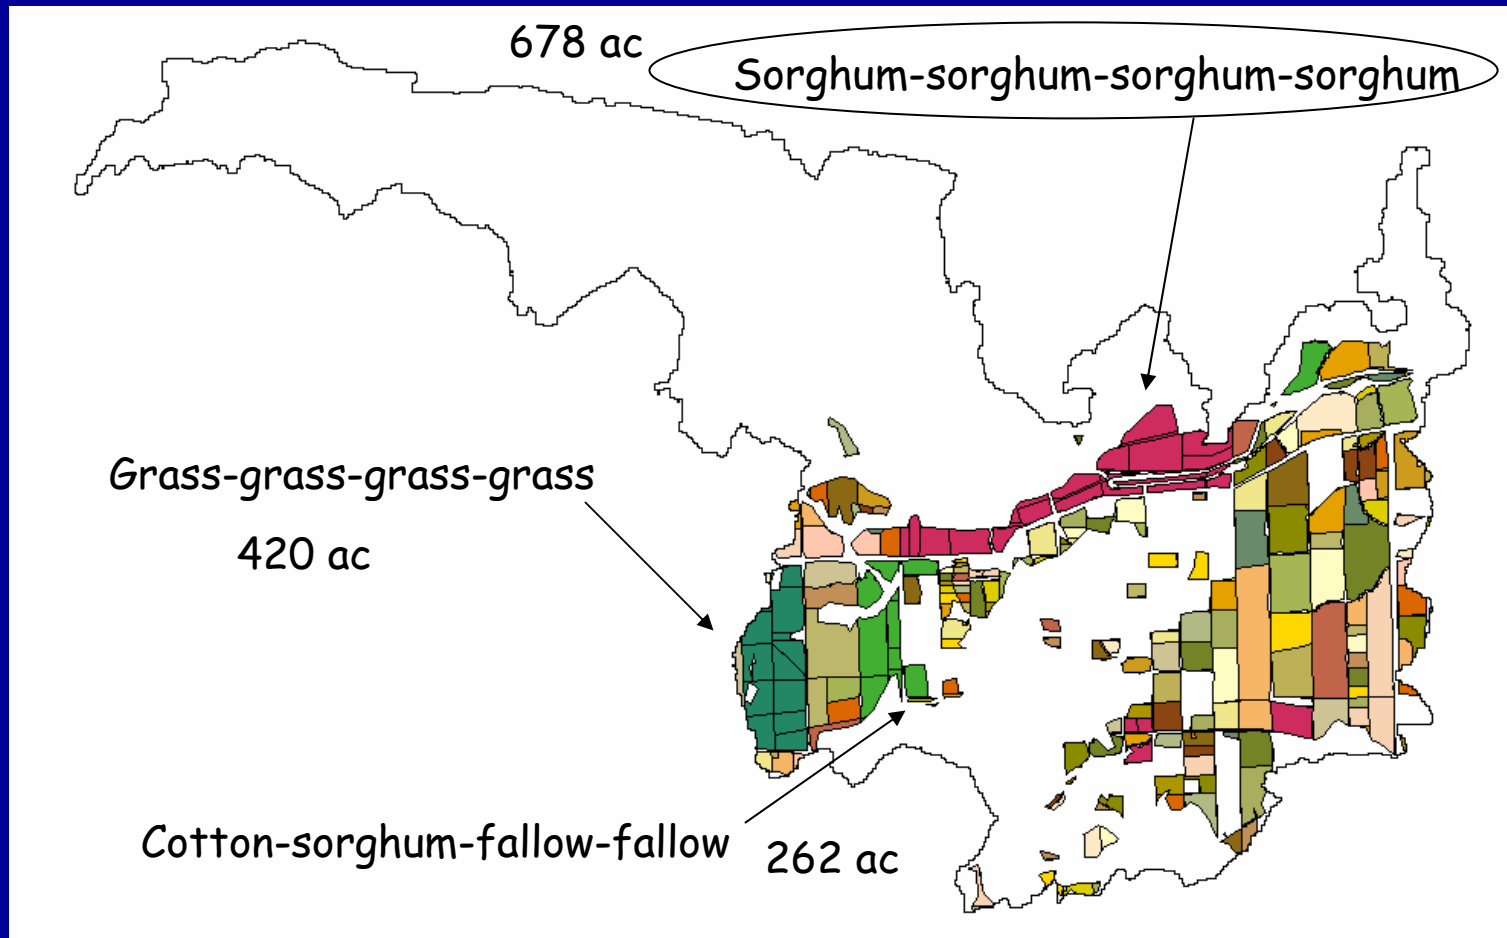 678 ac
Sorghum-sorghum-sorghum-sorghum
Grass-grass-grass-grass
420 ac
Cotton-sorghum-fallow-fallow
262 ac